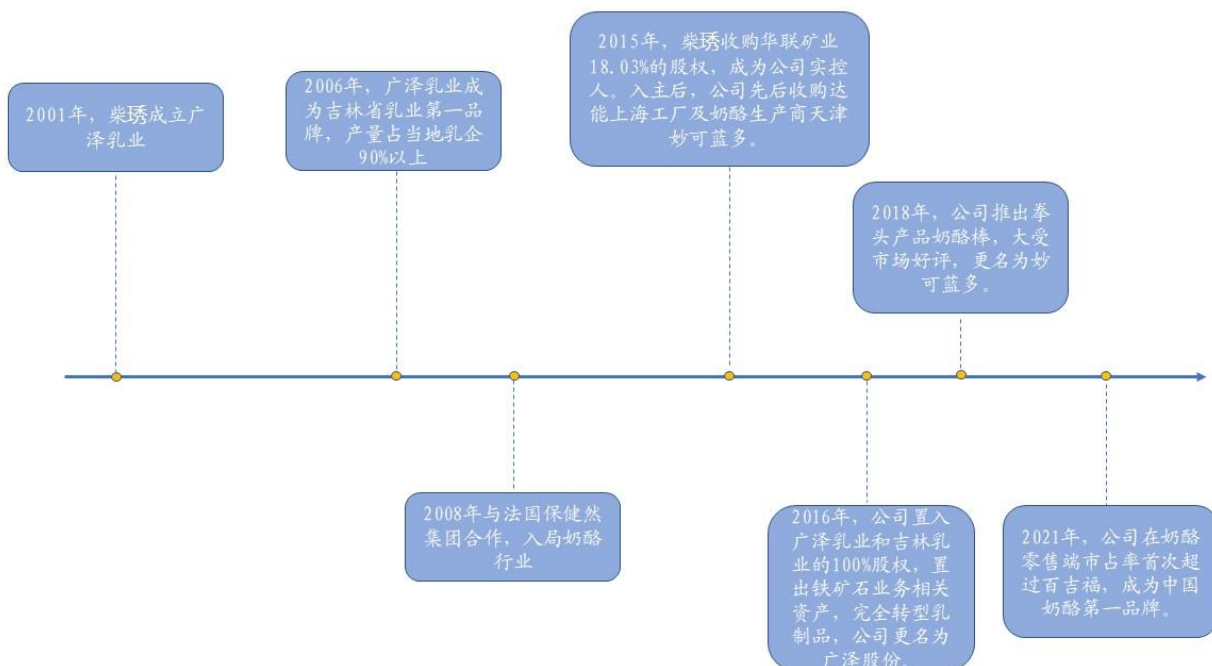 2001年，柴琇成立广
泽乳业
2006年，广泽乳业成
为吉林省乳业第一品
牌，产量占当地乳企
90%以上
2008年与法国保健然
集团合作，入局奶酪
行业
2015年，柴琇收购华联矿业
18.03%的股权，成为公司实控
人。入主后，公司先后收购达
能上海工厂及奶酪生产商天津
妙可蓝多。
2016年，公司置入
广泽乳业和吉林乳
业的100%股权，置
出铁矿石业务相关
资产，完全转型乳
制品，公司更名为
广泽股份。
2018年，公司推出拳
头产品奶酪棒，大受
市场好评，更名为妙
可蓝多。
2021年，公司在奶酪
零售端市占率首次超
过百吉福，成为中国
奶酪第一品牌。